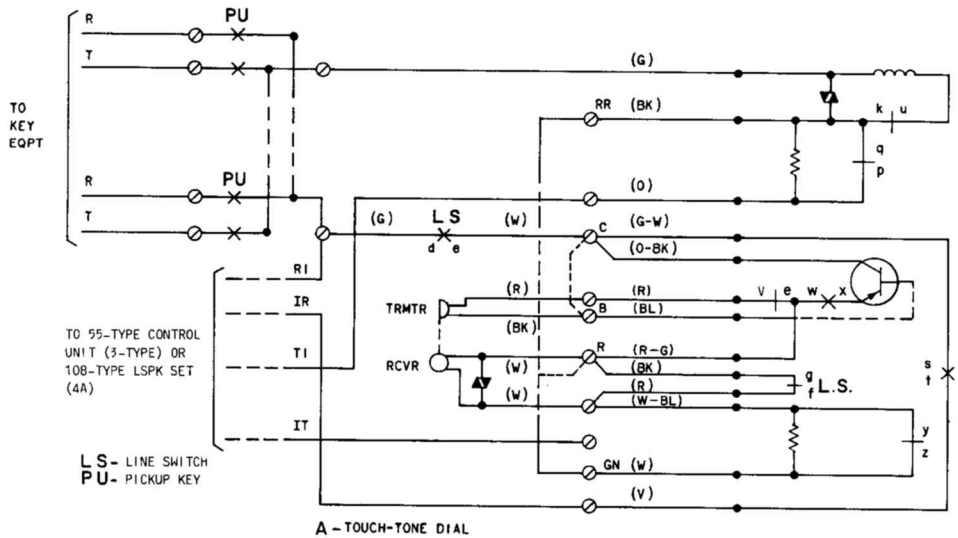 R
PU
T
(G)
RR (BK)
k u
TO
KEY
EQPT
q
p
R
PU
(O)
T
(G)
LS
d e
(W)
C
(G-W)
(O-BK)
RI
IR
TRMTR
(R)
(BK)
(R)
B
(BL)
V e w x
TO 55-TYPE CONTROL
UNIT (3-TYPE) OR
108-TYPE LSPK SET
(4A)
TI
RCVR
(W)
(W)
R
(R-G)
(BK)
(R)
(W-BL)
g
f L.S.
s
t
IT
y
z
LS- LINE SWITCH
PU- PICKUP KEY
GN (W)
(V)
A - TOUCH-TONE DIAL